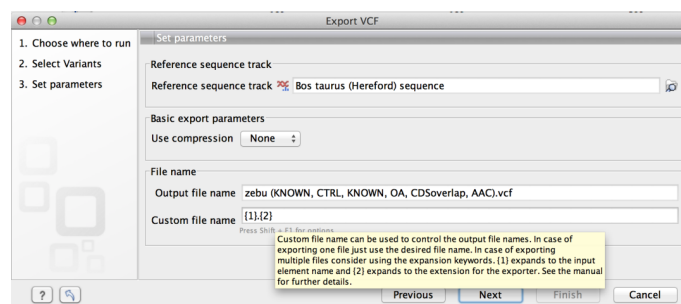 Export VCF
1. Choose where to run
2. Select Variants
3. Set parameters
Set parameters
Reference sequence track
Reference sequence track Bos taurus (Hereford) sequence
Basic export parameters
Use compression None
File name
Output file name zebu (KNOWN, CTRL, KNOWN, OA, CDSoverlap, AAC).vcf
Custom file name {1}.{2}
Press Shift + F1 for options
Custom file name can be used to control the output file names. In case of
exporting one file just use the desired file name. In case of exporting
multiple files consider using the expansion keywords. {1} expands to the input
element name and {2} expands to the extension for the exporter. See the manual
for further details.
? Previous Next Finish Cancel